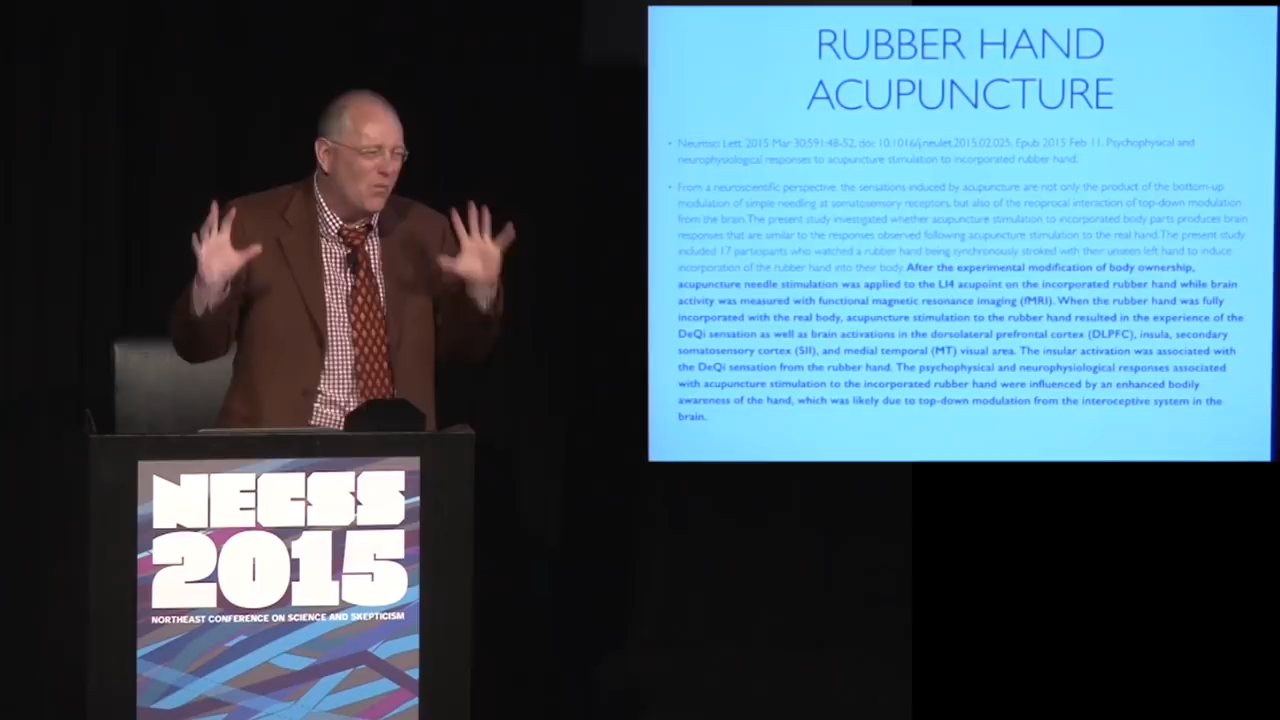 RUBBER HAND
ACUPUNCTURE
• Neurosci Lett. 2015 Mar 30;591:48-52. doi: 10.1016/j.neulet.2015.02.025. Epub 2015 Feb 11. Psychophysical and
neurophysiological responses to acupuncture stimulation to incorporated rubber hand.
• From a neuroscientific perspective, the sensations induced by acupuncture are not only the product of the bottom-up
modulation of simple needling at somatosensory receptors, but also of the reciprocal interaction of top-down modulation
from the brain. The present study investigated whether acupuncture stimulation to incorporated body parts produces brain
responses that are similar to the responses observed following acupuncture stimulation to the real hand. The present study
included 17 participants who watched a rubber hand being synchronously stroked with their unseen left hand to induce
incorporation of the rubber hand into their body. After the experimental modification of body ownership,
acupuncture needle stimulation was applied to the LI4 acupoint on the incorporated rubber hand while brain
activity was measured with functional magnetic resonance imaging (fMRI). When the rubber hand was fully
incorporated with the real body, acupuncture stimulation to the rubber hand resulted in the experience of the
DeQi sensation as well as brain activations in the dorsolateral prefrontal cortex (DLPFC), insula, secondary
somatosensory cortex (SII), and medial temporal (MT) visual area. The insular activation was associated with
the DeQi sensation from the rubber hand. The psychophysical and neurophysiological responses associated
with acupuncture stimulation to the incorporated rubber hand were influenced by an enhanced bodily
awareness of the hand, which was likely due to top-down modulation from the interoceptive system in the
brain.
NECSS
2015
NORTHEAST CONFERENCE ON SCIENCE AND SKEPTICISM